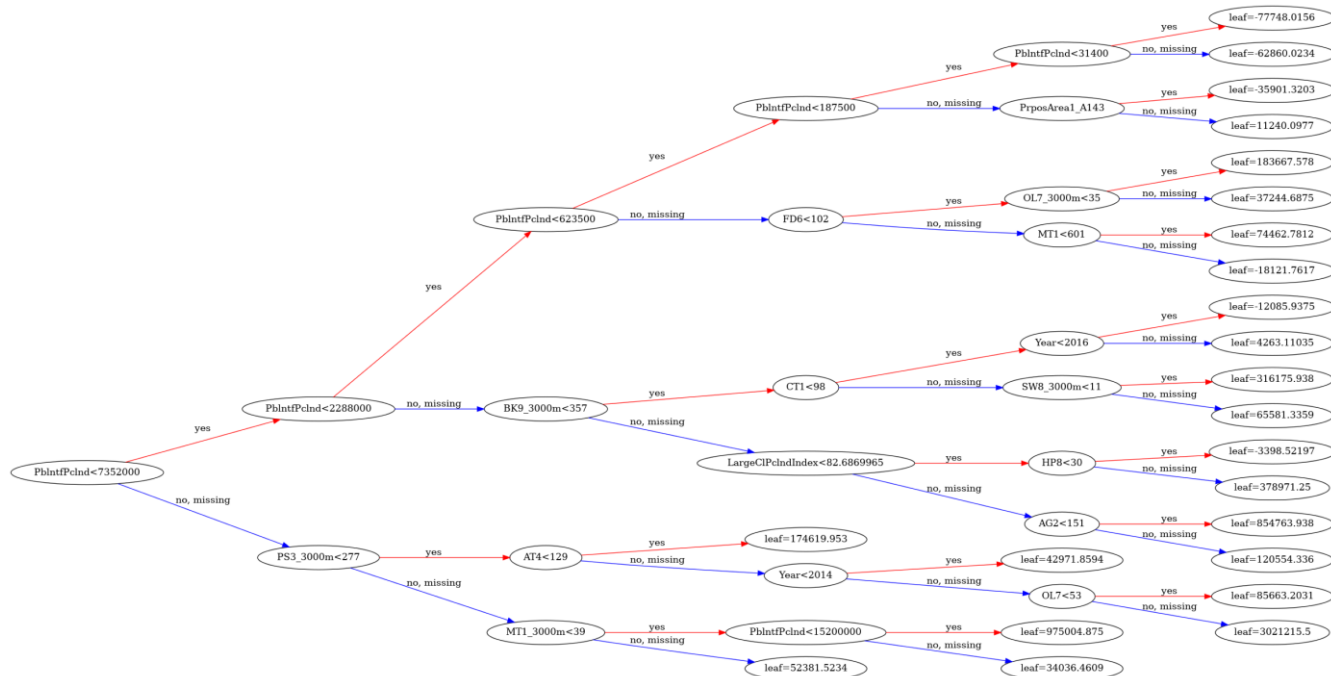 leaf=-77748.0156
yes
PblntfPclnd<31400
no, missing
leaf=-62860.0234
yes
leaf=-35901.3203
yes
PblntfPclnd<187500
no, missing
PrposArea1_A143
no, missing
leaf=11240.0977
yes
leaf=183667.578
yes
OL7_3000m<35
no, missing
leaf=37244.6875
yes
PblntfPclnd<623500
no, missing
FD6<102
yes
no, missing
MT1<601
yes
leaf=74462.7812
no, missing
leaf=-18121.7617
yes
leaf=-12085.9375
yes
Year<2016
no, missing
leaf=4263.11035
yes
CT1<98
no, missing
SW8_3000m<11
yes
leaf=316175.938
no, missing
leaf=65581.3359
PblntfPclnd<2288000
no, missing
BK9_3000m<357
yes
no, missing
yes
leaf=-3398.52197
LargeClPclndIndex<82.6869965
yes
HP8<30
no, missing
leaf=378971.25
yes
PblntfPclnd<7352000
no, missing
no, missing
AG2<151
yes
leaf=854763.938
no, missing
leaf=120554.336
yes
leaf=174619.953
PS3_3000m<277
yes
AT4<129
no, missing
yes
leaf=42971.8594
Year<2014
no, missing
OL7<53
yes
leaf=85663.2031
no, missing
leaf=3021215.5
no, missing
MT1_3000m<39
yes
PblntfPclnd<15200000
yes
leaf=975004.875
no, missing
leaf=52381.5234
no, missing
leaf=34036.4609